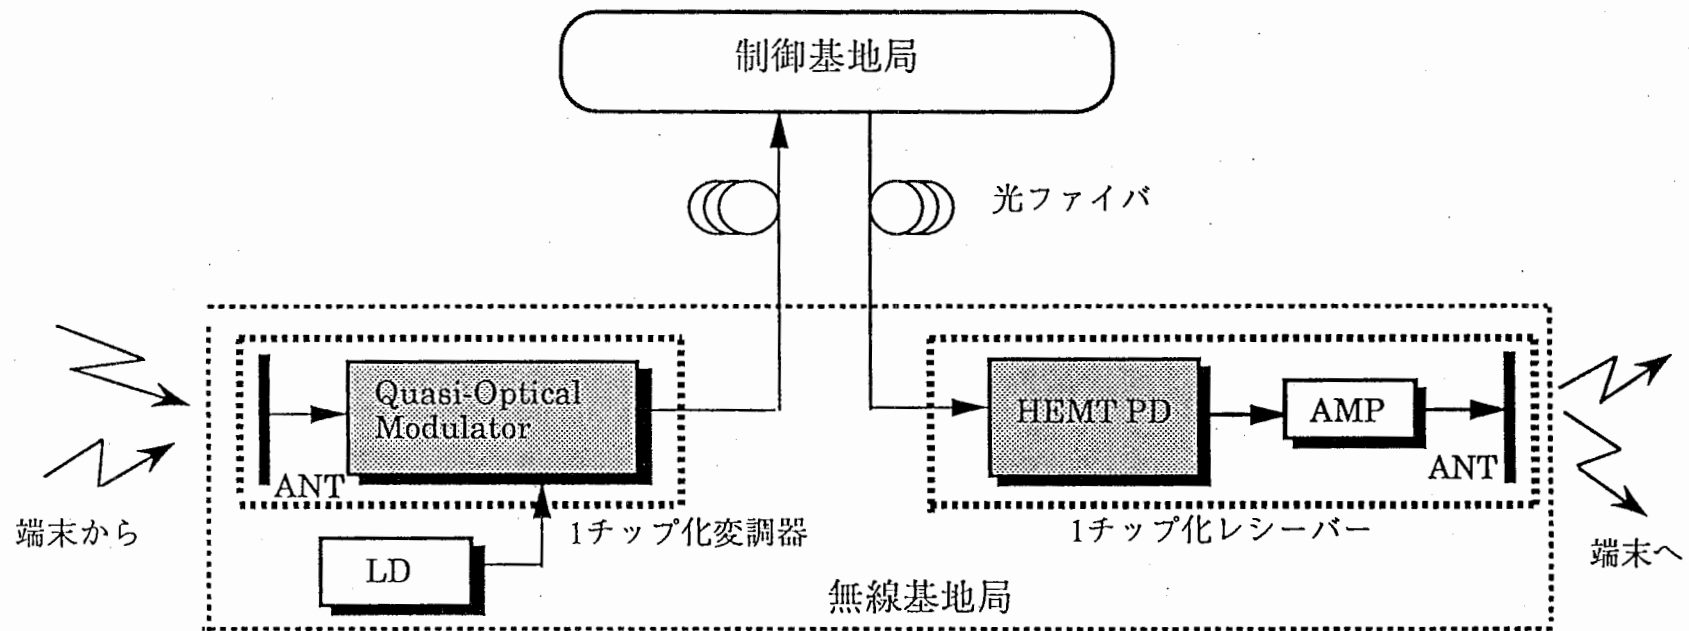 制御基地局
光ファイバ
Quasi-Optical
Modulator
HEMT PD
AMP
ANT
ANT
端末から
1チップ化変調器
1チップ化レシーバー
端末へ
LD
無線基地局